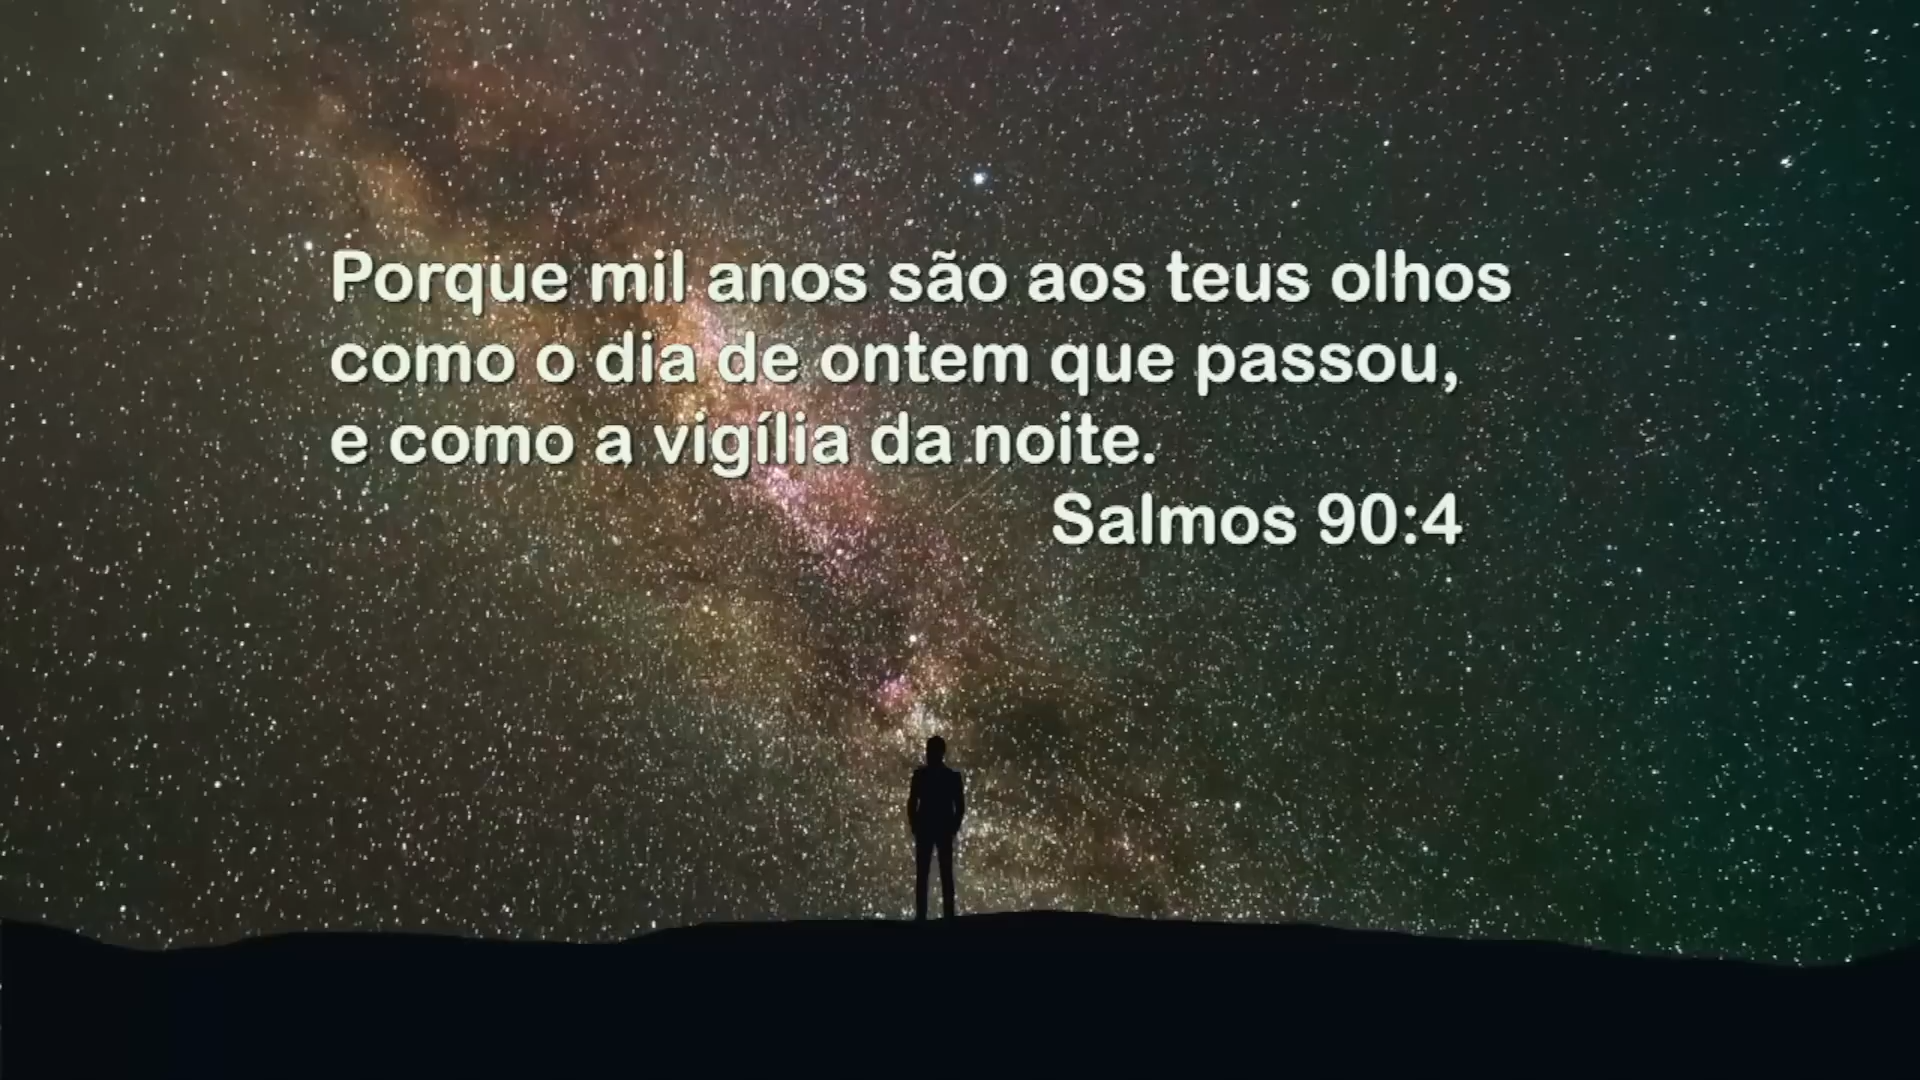 Porque mil anos são aos teus olhos
como o dia de ontem que passou,
e como a vigília da noite.
Salmos 90:4